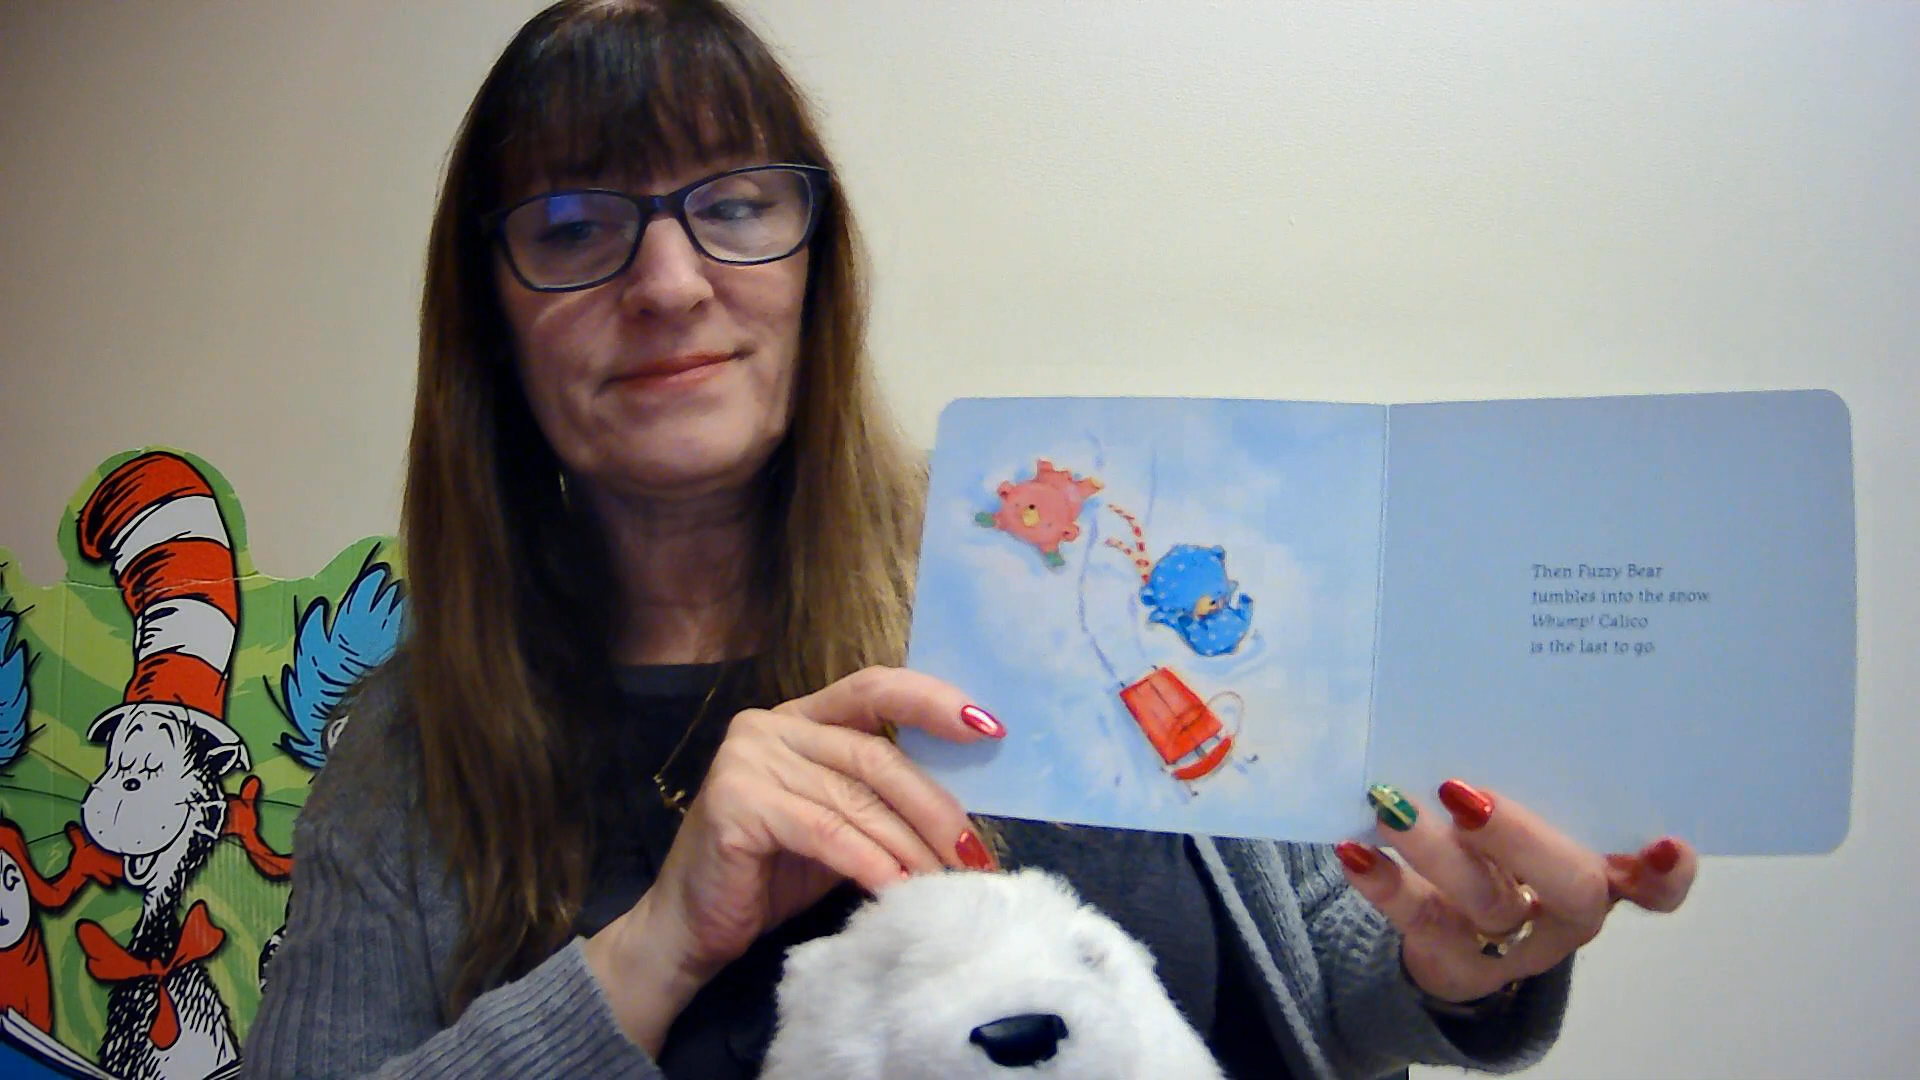 Then Fuzzy Bear
tumbles into the snow.
Whump! Calico
is the last to go.